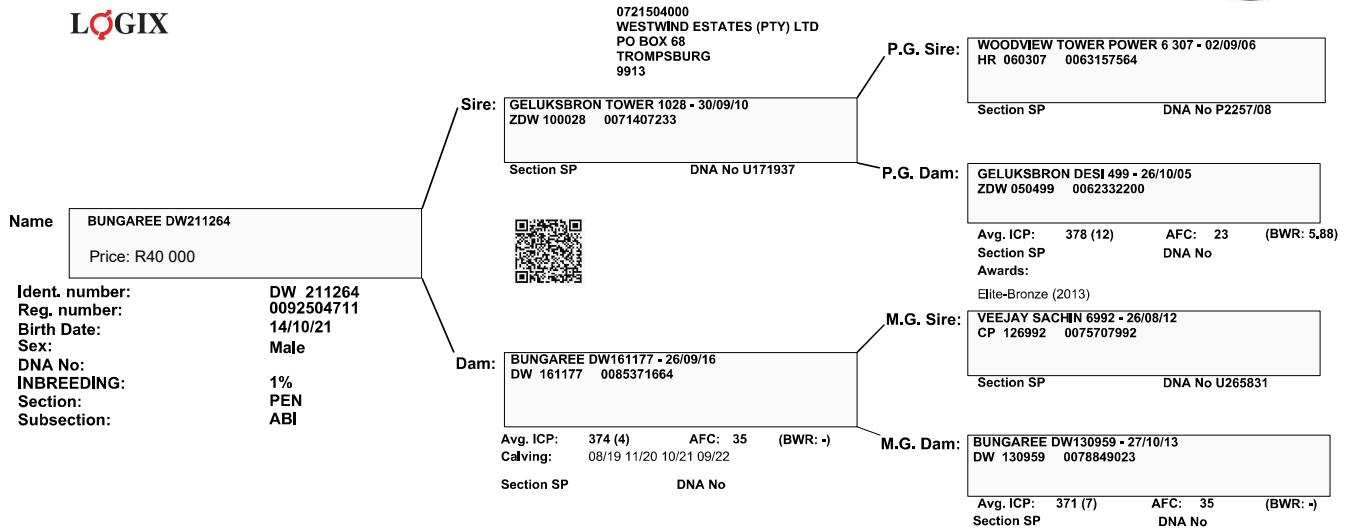 LOGIX
0721504000
WESTWIND ESTATES (PTY) LTD
PO BOX 68
TROMPSBURG
9913
P.G. Sire:
WOODVIEW TOWER POWER 6 307 - 02/09/06
HR 060307 0063157564
Section SP DNA No P2257/08
Sire:
GELUKSBRON TOWER 1028 - 30/09/10
ZDW 100028 0071407233
Section SP DNA No U171937
P.G. Dam:
GELUKSBRON DESI 499 - 26/10/05
ZDW 050499 0062332200
Avg. ICP: 378 (12) AFC: 23 (BWR: 5.88)
Section SP DNA No
Awards:
Elite-Bronze (2013)
Name
BUNGAREE DW211264
Price: R40 000
Ident. number: DW 211264
Reg. number: 0092504711
Birth Date: 14/10/21
Sex: Male
DNA No:
INBREEDING: 1%
Section: PEN
Subsection: ABI
M.G. Sire:
VEEJAY SACHIN 6992 - 26/08/12
CP 126992 0075707992
Section SP DNA No U265831
Dam:
BUNGAREE DW161177 - 26/09/16
DW 161177 0085371664
Avg. ICP: 374 (4) AFC: 35 (BWR: -)
Calving: 08/19 11/20 10/21 09/22
Section SP DNA No
M.G. Dam:
BUNGAREE DW130959 - 27/10/13
DW 130959 0078849023
Avg. ICP: 371 (7) AFC: 35 (BWR: -)
Section SP DNA No